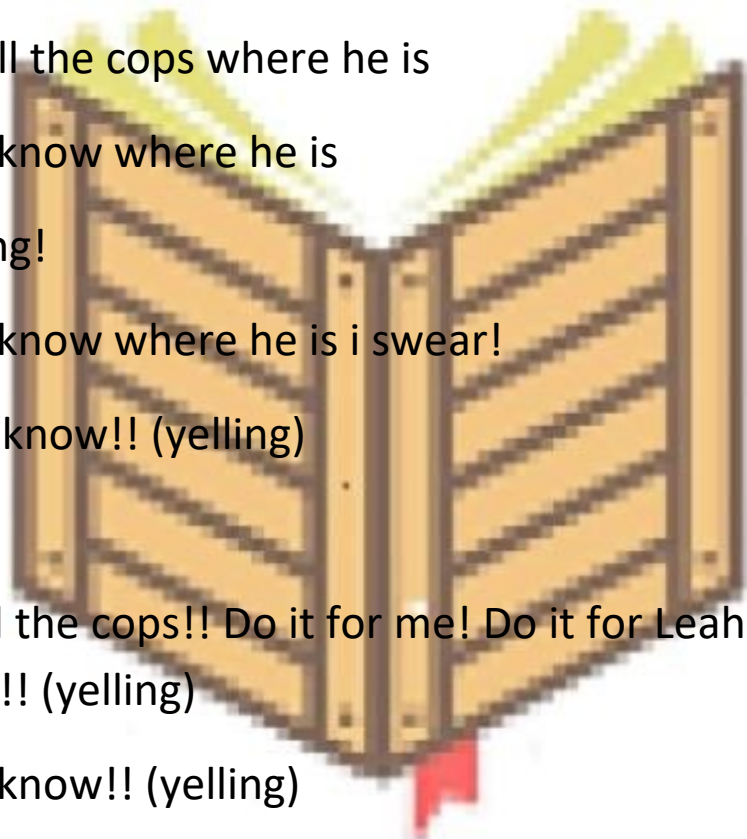 ll the cops where he is
know where he is
ng!
know where he is i swear!
know!! (yelling)
the cops!! Do it for me! Do it for Leah
!! (yelling)
know!! (yelling)